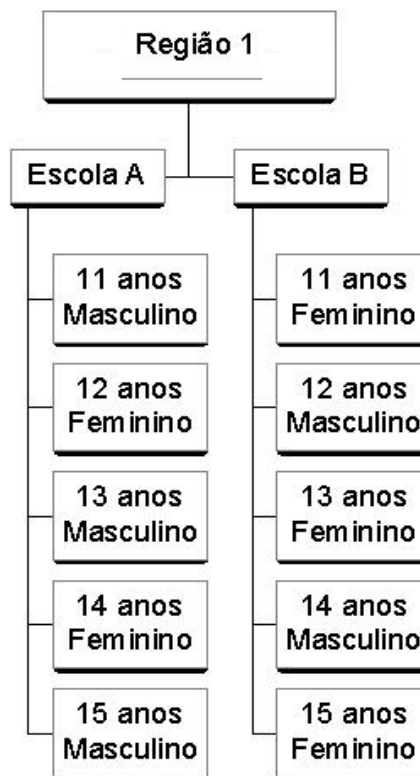 Região 1
Escola A
Escola B
11 anos
Masculino
12 anos
Feminino
13 anos
Masculino
14 anos
Feminino
15 anos
Masculino
11 anos
Feminino
12 anos
Masculino
13 anos
Feminino
14 anos
Masculino
15 anos
Feminino